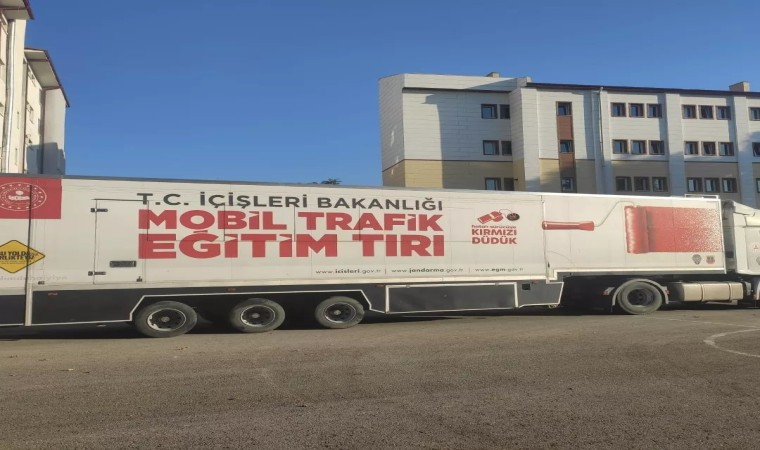 T.C. İÇİŞLERİ BAKANLIĞI
MOBİL TRAFİK
EĞİTİM TIRI
KIRMIZI
DÜDÜK
www.icisleri.gov.tr | www.jandarma.gov.tr | www.egm.gov.tr